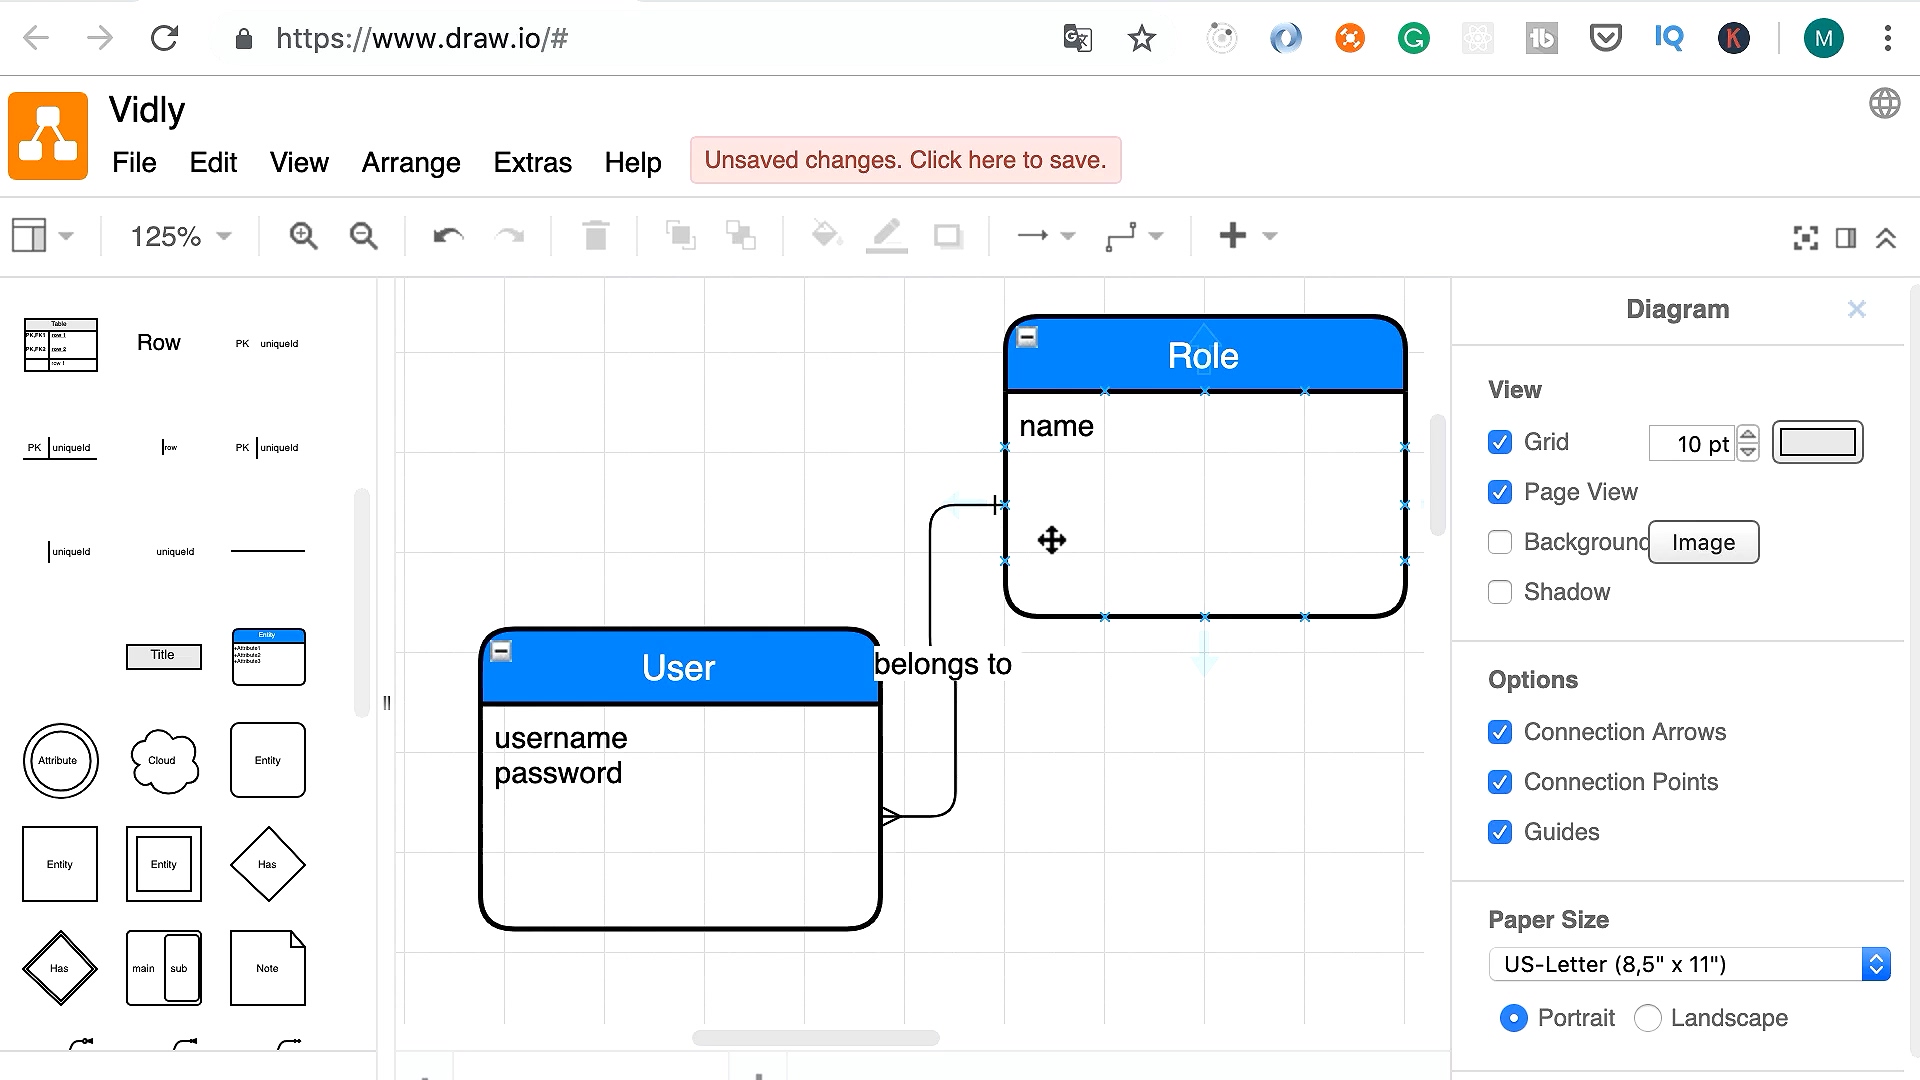 https://www.draw.io/#
IQ
K
M
Vidly
File Edit View Arrange Extras Help
Unsaved changes. Click here to save.
125%
Table
PK,FK1 row 1
PK,FK2 row 2
row 1
Row
PK uniqueId
PK uniqueId
row
PK uniqueId
uniqueId
uniqueId
Title
Entity
+Attribute1
+Attribute2
+Attribute3
Attribute
Cloud
Entity
Entity
Entity
Has
Has
main sub
Note
Role
name
belongs to
User
username
password
Diagram
View
Grid 10 pt
Page View
Background Image
Shadow
Options
Connection Arrows
Connection Points
Guides
Paper Size
US-Letter (8,5" x 11")
Portrait Landscape